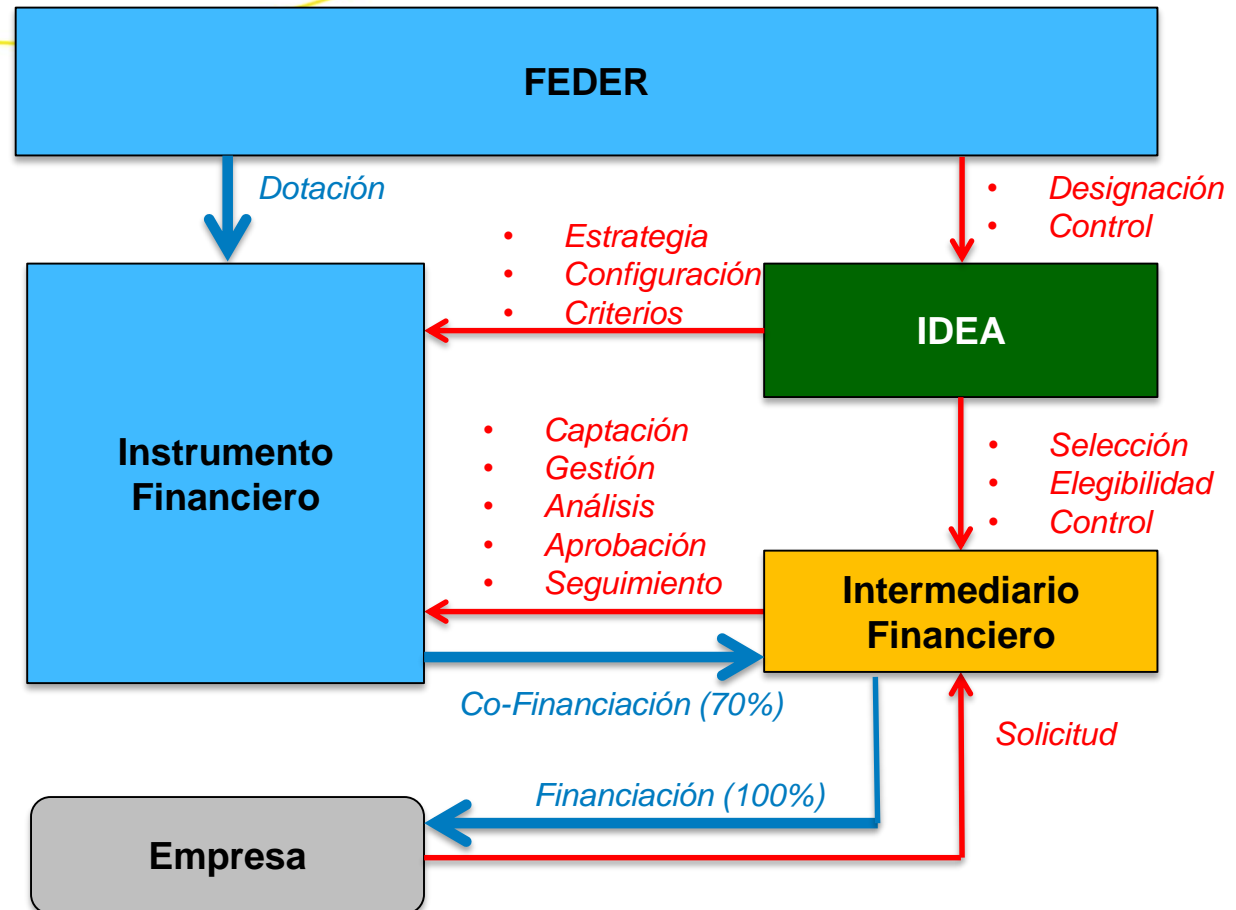 FEDER
Dotación
• Designación
• Control
• Estrategia
• Configuración
• Criterios
IDEA
Instrumento
Financiero
• Captación
• Gestión
• Análisis
• Aprobación
• Seguimiento
• Selección
• Elegibilidad
• Control
Intermediario
Financiero
Co-Financiación (70%)
Solicitud
Financiación (100%)
Empresa